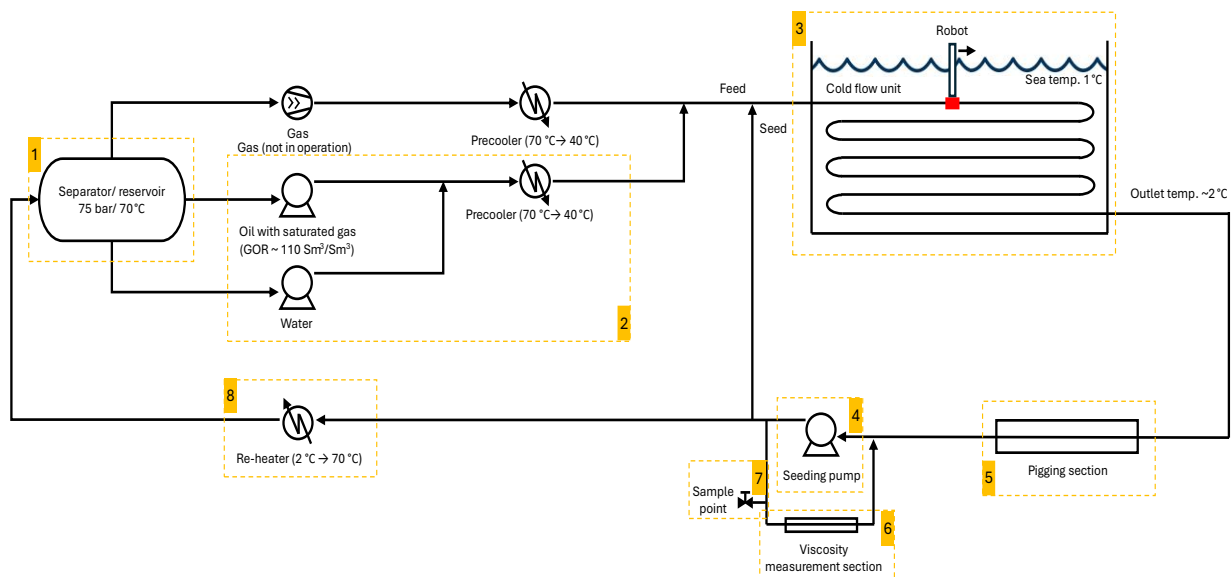 3
Robot
Sea temp. 1 °C
Cold flow unit
Feed
Seed
Gas
Gas (not in operation)
Precooler (70 °C→ 40 °C)
1
Separator/ reservoir
75 bar/ 70°C
Oil with saturated gas
(GOR ~ 110 Sm³/Sm³)
Precooler (70 °C→ 40 °C)
Water
2
Outlet temp. ~2 °C
8
Re-heater (2 °C → 70 °C)
4
Seeding pump
5
Pigging section
7
Sample
point
6
Viscosity
measurement section